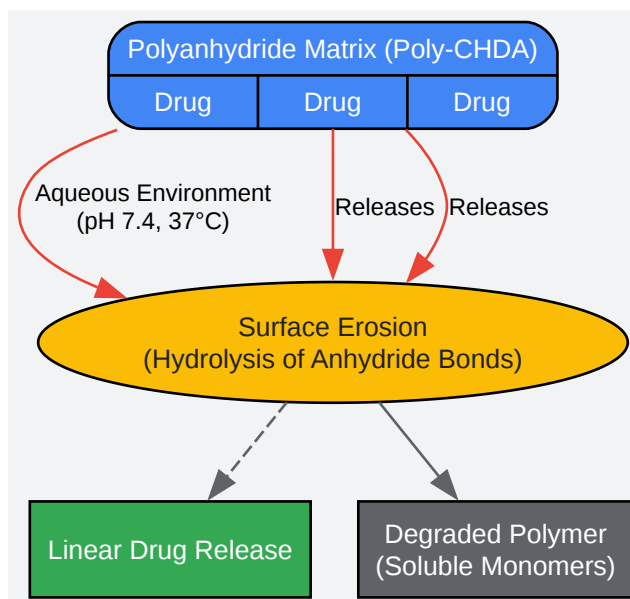 Polyanhydride Matrix (Poly-CHDA)
Drug
Drug
Drug
Aqueous Environment
(pH 7.4, 37°C)
Releases
Releases
Surface Erosion
(Hydrolysis of Anhydride Bonds)
Linear Drug Release
Degraded Polymer
(Soluble Monomers)